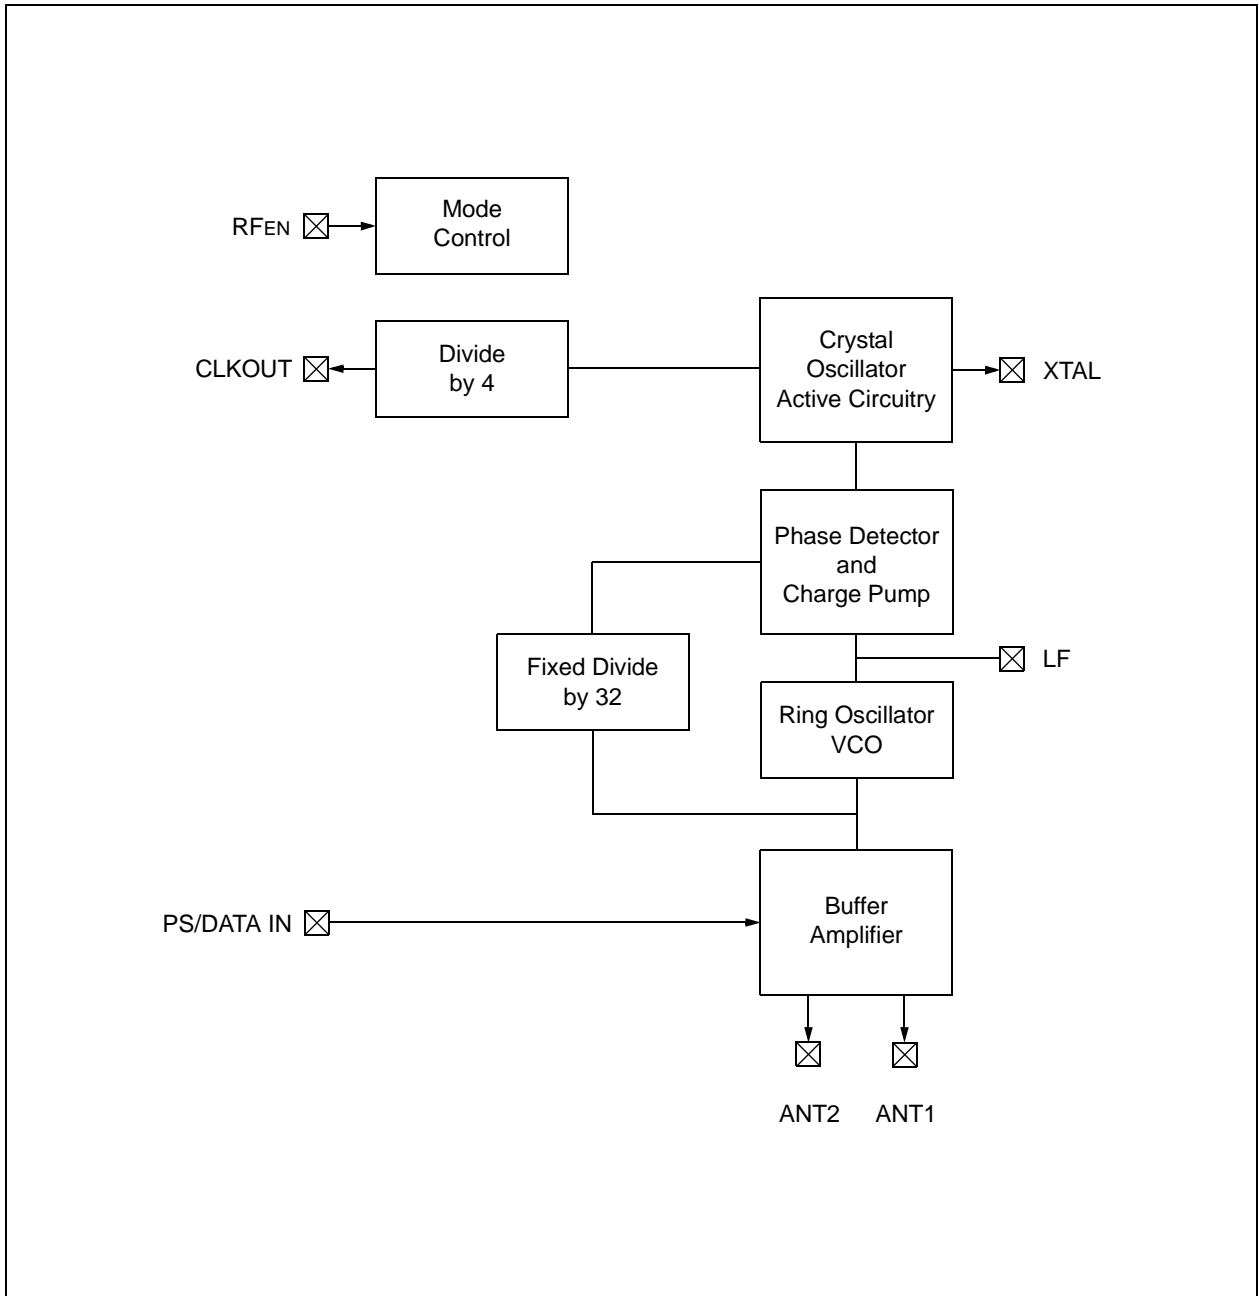 RFEN
Mode
Control
CLKOUT
Divide
by 4
Crystal
Oscillator
Active Circuitry
XTAL
Phase Detector
and
Charge Pump
Fixed Divide
by 32
LF
Ring Oscillator
VCO
PS/DATA IN
Buffer
Amplifier
ANT2
ANT1